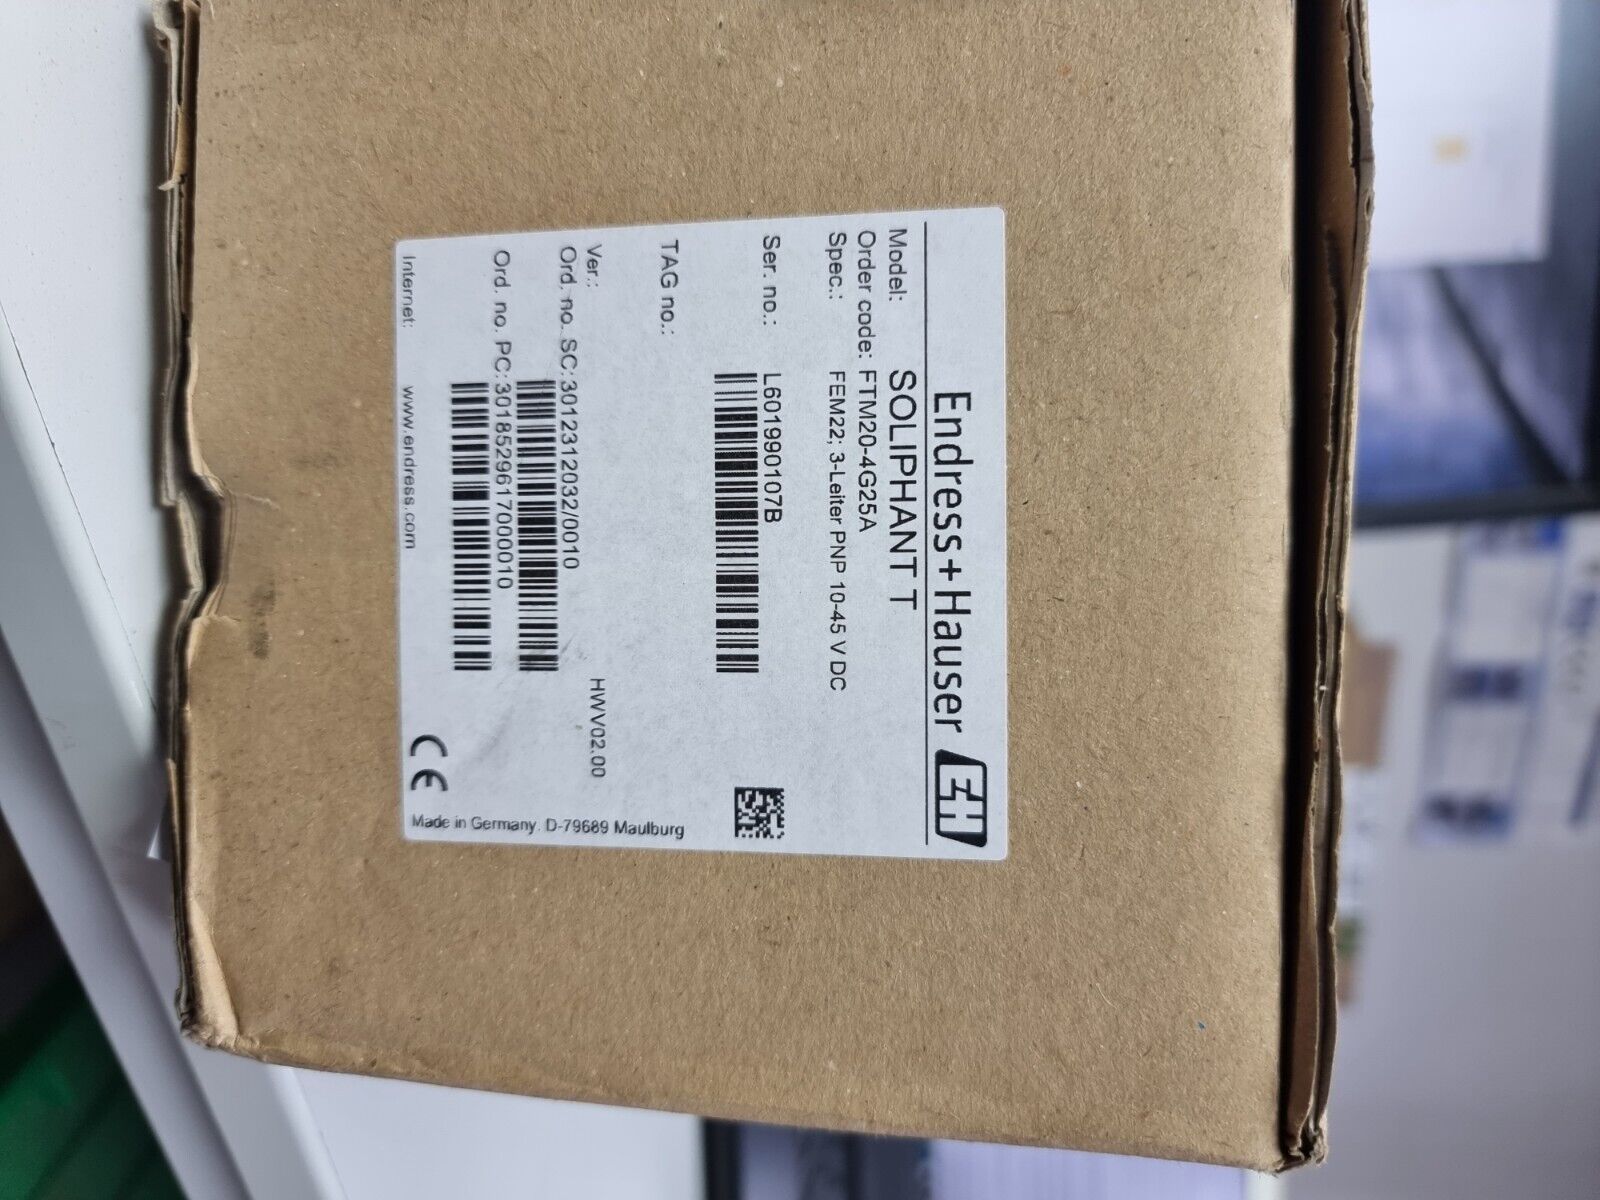 Endress+Hauser EH
Model: SOLIPHANT T
Order code: FTM20-4G25A
Spec.: FEM22; 3-Leiter PNP 10-45 V DC
Ser. no.: L601990107B
TAG no.:
Ver.: HWV02.00
Ord. no. SC:3012312032/0010
Ord. no. PC:3018529617000010
Internet: www.endress.com
CE
Made in Germany. D-79689 Maulburg